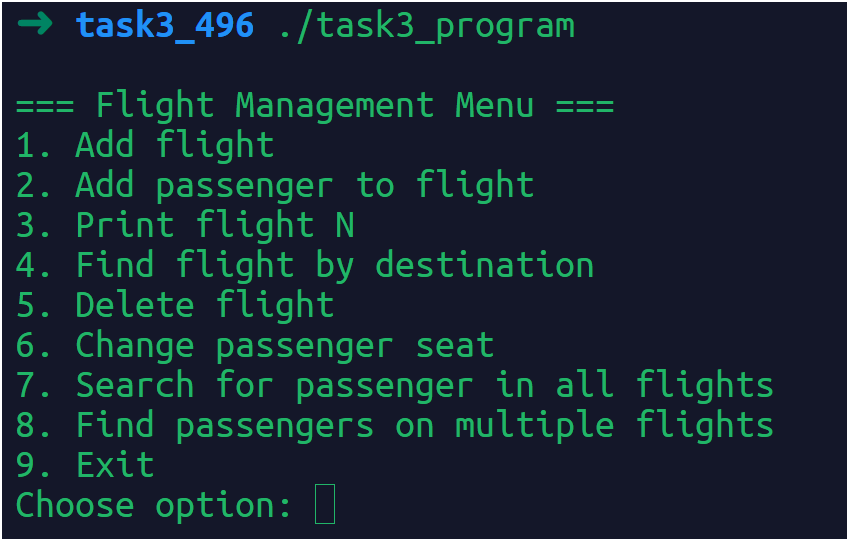 ➜ task3_496 ./task3_program
=== Flight Management Menu ===
1. Add flight
2. Add passenger to flight
3. Print flight N
4. Find flight by destination
5. Delete flight
6. Change passenger seat
7. Search for passenger in all flights
8. Find passengers on multiple flights
9. Exit
Choose option: